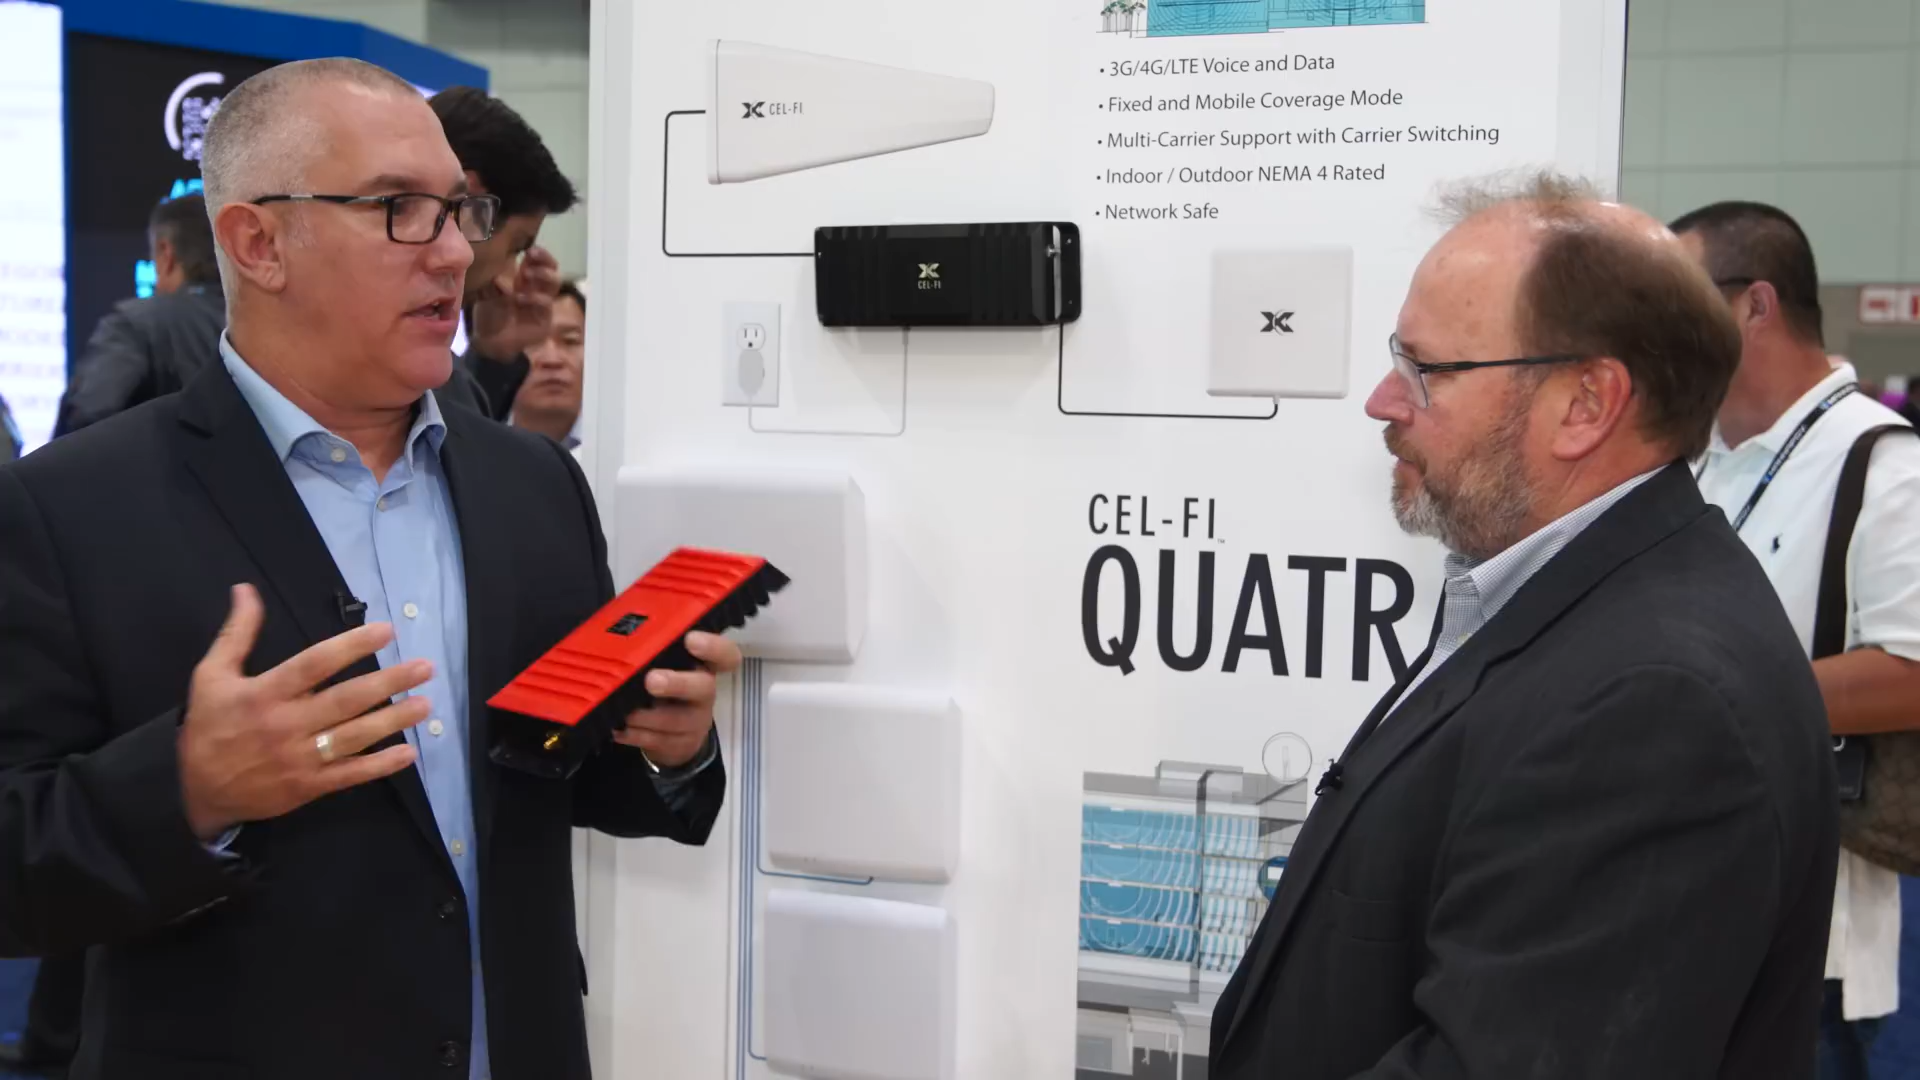 CEL-FI
• 3G/4G/LTE Voice and Data
• Fixed and Mobile Coverage Mode
• Multi-Carrier Support with Carrier Switching
• Indoor / Outdoor NEMA 4 Rated
• Network Safe
CEL-FI
CEL-FI™
QUATR